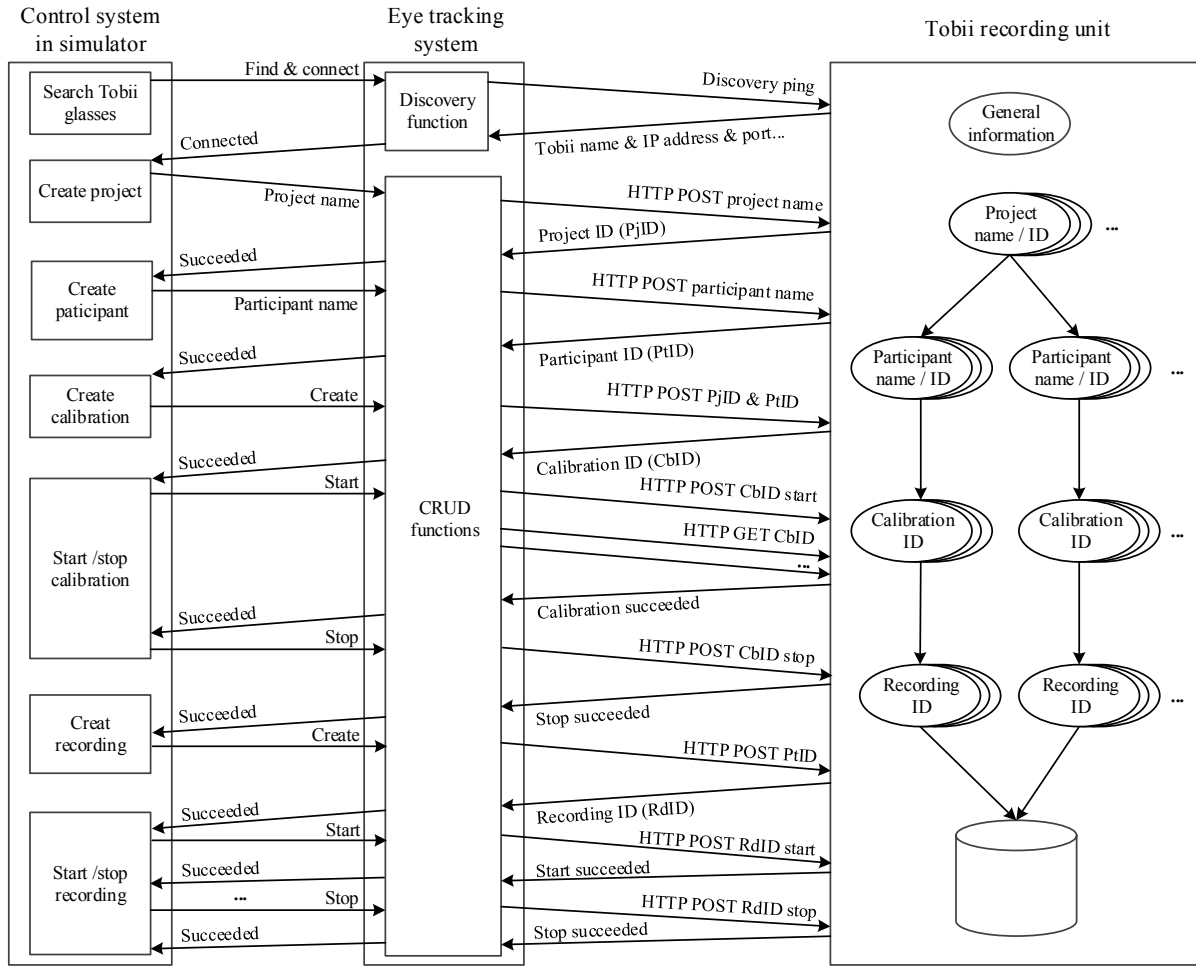 Control system
in simulator
Eye tracking
system
Tobii recording unit
Search Tobii
glasses
Find & connect
Discovery
function
Discovery ping
Tobii name & IP address & port...
Connected
General
information
Create project
Project name
HTTP POST project name
Project ID (PjID)
Succeeded
Project
name / ID
...
Create
paticipant
Participant name
HTTP POST participant name
Participant ID (PtID)
Succeeded
Participant
name / ID
Participant
name / ID
...
Create
calibration
Create
HTTP POST PjID & PtID
Calibration ID (CbID)
Succeeded
Start /stop
calibration
Start
CRUD
functions
HTTP POST CbID start
HTTP GET CbID
...
Calibration succeeded
Succeeded
Calibration
ID
Calibration
ID
...
Stop
HTTP POST CbID stop
Stop succeeded
Succeeded
Recording
ID
Recording
ID
...
Creat
recording
Create
HTTP POST PtID
Recording ID (RdID)
Succeeded
Start /stop
recording
Start
HTTP POST RdID start
Start succeeded
Succeeded
...
Stop
HTTP POST RdID stop
Stop succeeded
Succeeded